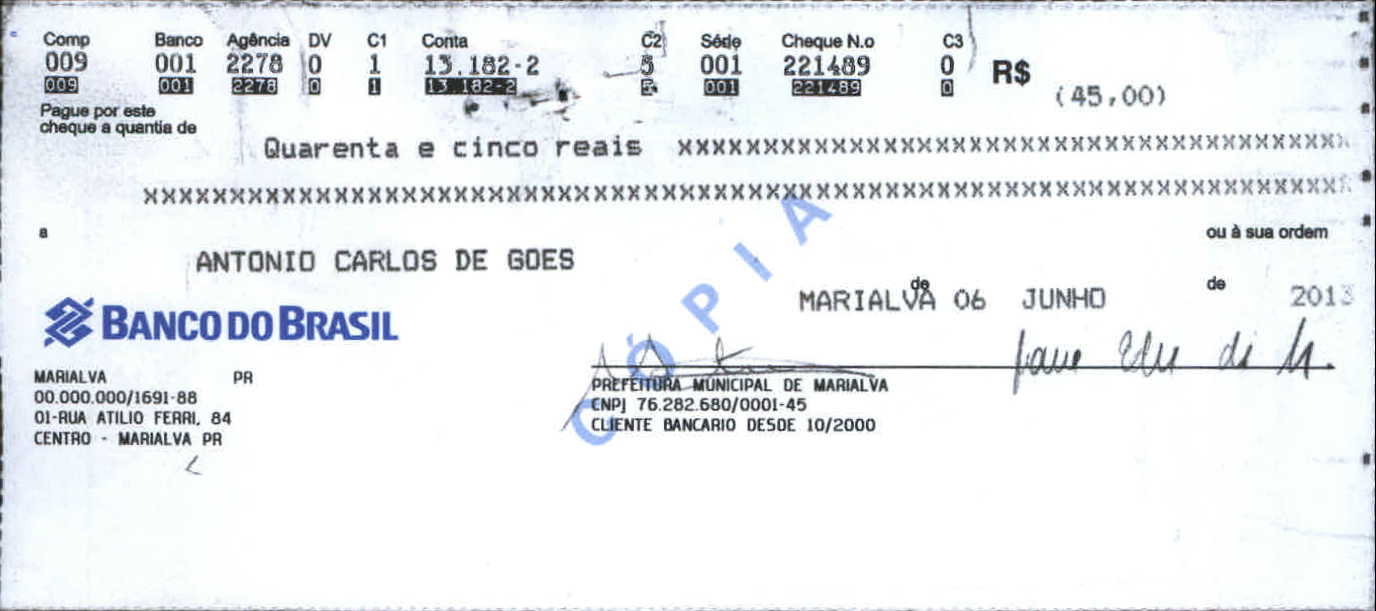 Comp Banco Agência DV C1 Conta C2 Série Cheque N.o C3
009 001 2278 0 1 13.182-2 5 001 221489 0 R$ (45,00)
009 001 2278 0 1 13.182-2 5 001 221489 0
Pague por este
cheque a quantia de
Quarenta e cinco reais XXXXXXXXXXXXXXXXXXXXXXXXXXXXXXXXXXXXX
XXXXXXXXXXXXXXXXXXXXXXXXXXXXXXXXXXXXXXXXXXXXXXXXXXXXXXXXXXXXXXXXXXX
a ANTONIO CARLOS DE GOES ou à sua ordem
MARIALVA de 06 JUNHO de 2013
CÓPIA
BANCO DO BRASIL
MARIALVA PR
00.000.000/1691-88
01-RUA ATILIO FERRI, 84
CENTRO - MARIALVA PR
PREFEITURA MUNICIPAL DE MARIALVA
CNPJ 76.282.680/0001-45
CLIENTE BANCARIO DESDE 10/2000